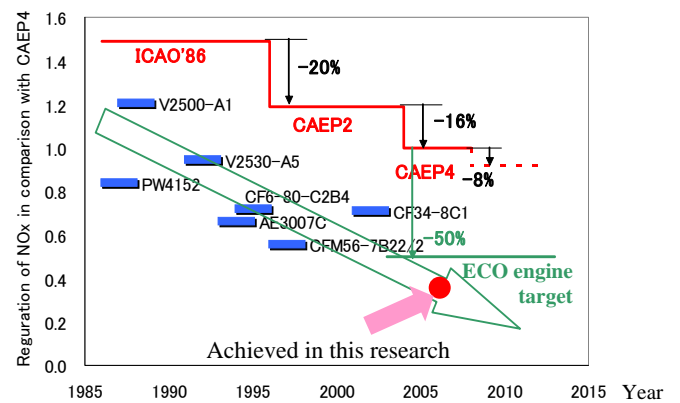 Reguration of NOx in comparison with CAEP4
1.6
1.4
1.2
1.0
0.8
0.6
0.4
0.2
0.0
ICAO'86
-20%
V2500-A1
CAEP2
-16%
V2530-A5
CAEP4
-8%
PW4152
CF6-80-C2B4
AE3007C
CF34-8C1
CFM56-7B22/2
-50%
ECO engine
target
Achieved in this research
1985
1990
1995
2000
2005
2010
2015
Year